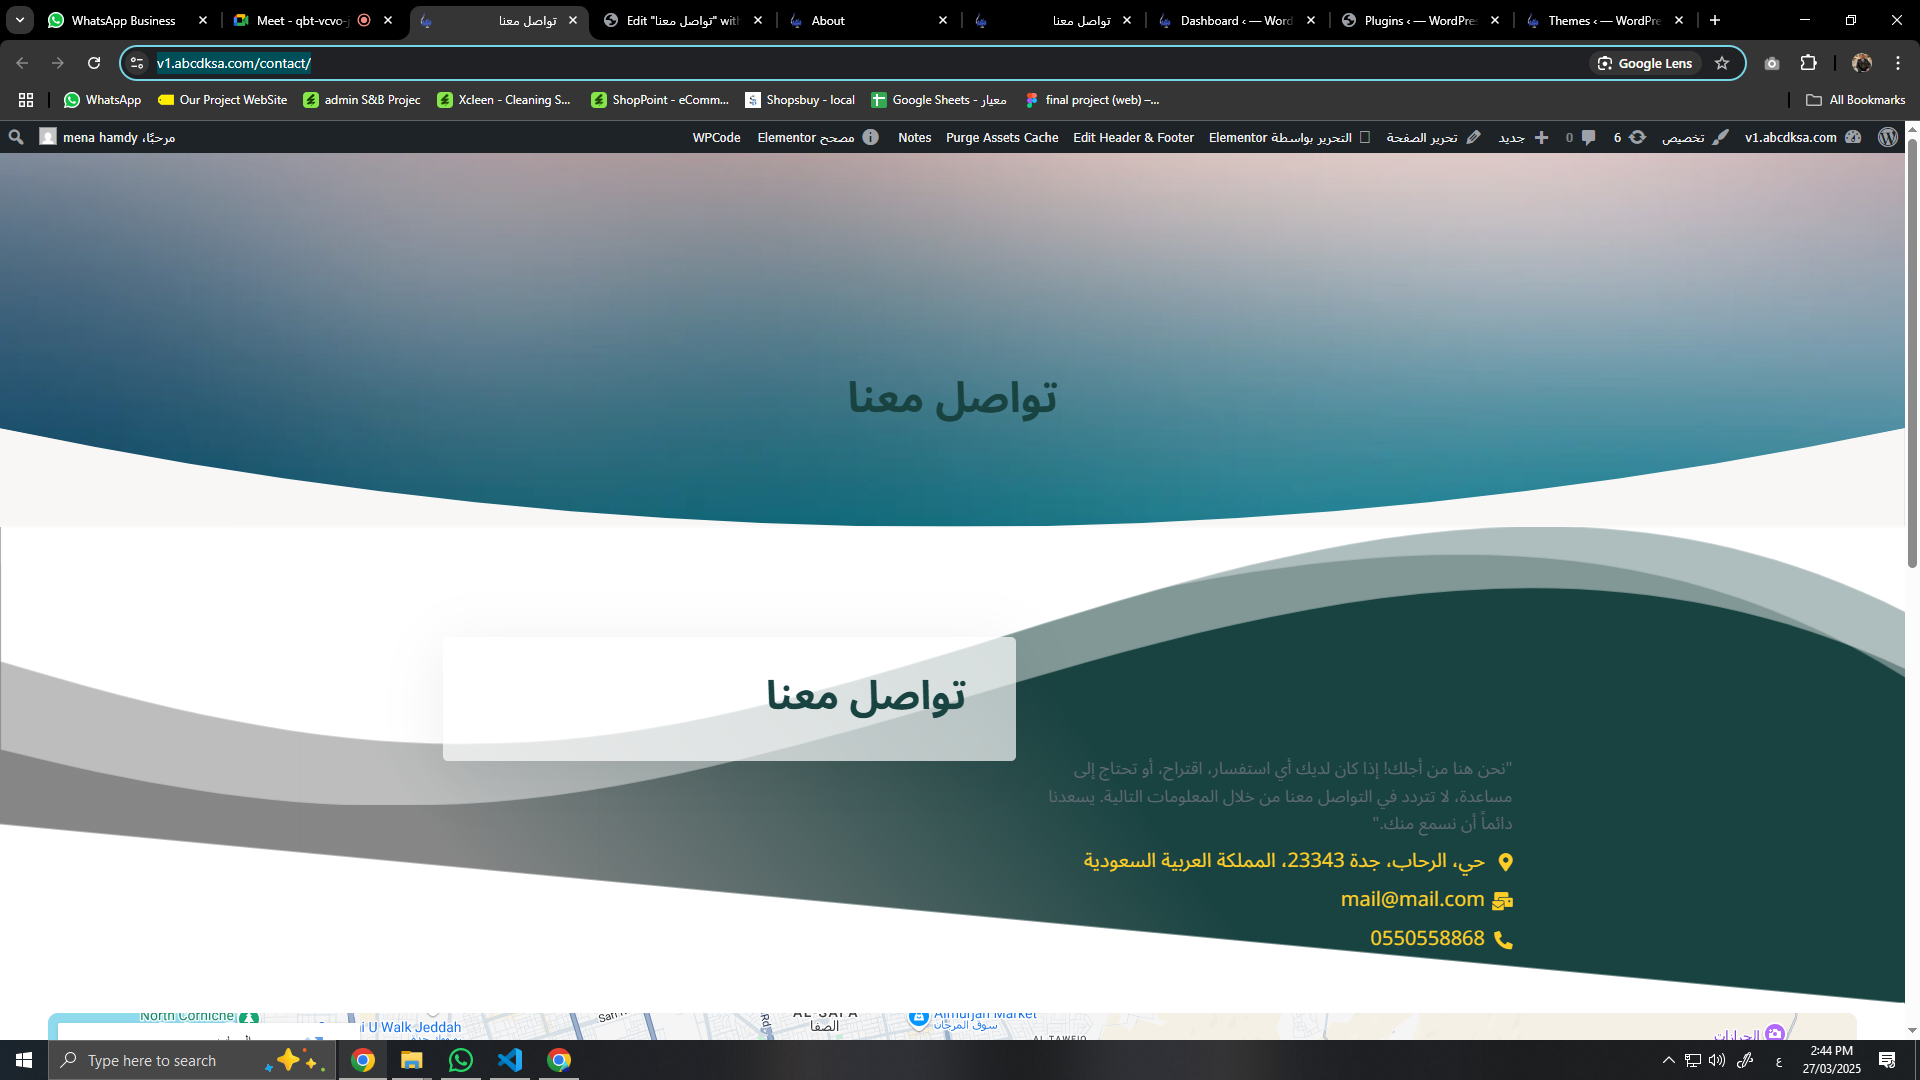 WhatsApp Business
Meet - qbt-vcvo-j
تواصل معنا
Edit "تواصل معنا" with
About
تواصل معنا
Dashboard ‹ — Word
Plugins ‹ — WordPres
Themes ‹ — WordPre
v1.abcdksa.com/contact/
Google Lens
WhatsApp
Our Project WebSite
admin S&B Projec
Xcleen - Cleaning S...
ShopPoint - eComm...
Shopsbuy - local
Google Sheets - معيار
final project (web) –...
All Bookmarks
مرحبًا، mena hamdy
WPCode
مصحح Elementor
Notes
Purge Assets Cache
Edit Header & Footer
التحرير بواسطة Elementor
تحرير الصفحة
جديد
0
6
تخصيص
v1.abcdksa.com
تواصل معنا
تواصل معنا
"نحن هنا من أجلك! إذا كان لديك أي استفسار، اقتراح، أو تحتاج إلى
مساعدة، لا تتردد في التواصل معنا من خلال المعلومات التالية. يسعدنا
دائماً أن نسمع منك."
حي، الرحاب، جدة 23343، المملكة العربية السعودية
mail@mail.com
0550558868
North Corniche
U Walk Jeddah
AL-SAFA
الصفا
Rd
Almurjan Market
سوق المرجان
AL TAWFIQ
الحرازات
Type here to search
ع
2:44 PM
27/03/2025